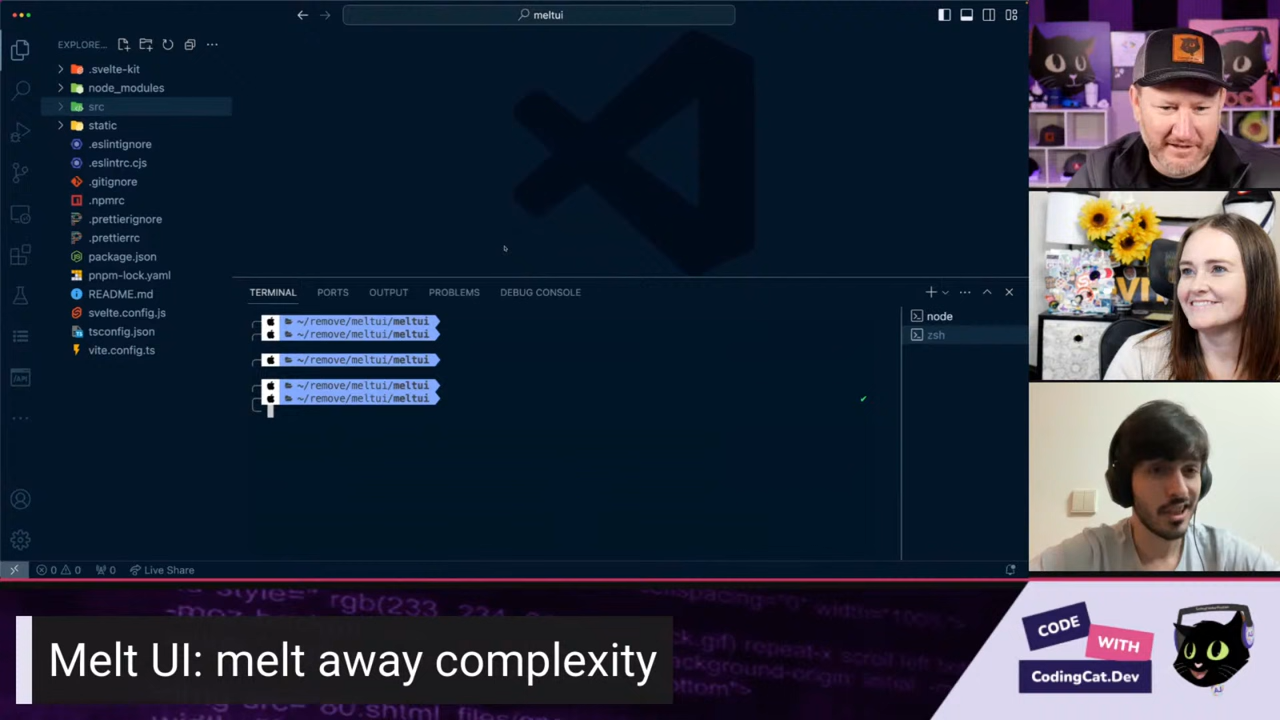 meltui
EXPLORE...
.svelte-kit
node_modules
src
static
.eslintignore
.eslintrc.cjs
.gitignore
.npmrc
.prettierignore
.prettierrc
package.json
pnpm-lock.yaml
README.md
svelte.config.js
tsconfig.json
vite.config.ts
TERMINAL
PORTS
OUTPUT
PROBLEMS
DEBUG CONSOLE
~/remove/meltui/meltui
~/remove/meltui/meltui
~/remove/meltui/meltui
~/remove/meltui/meltui
~/remove/meltui/meltui
node
zsh
0 0 0 Live Share
Melt UI: melt away complexity
CODE
WITH
CodingCat.Dev